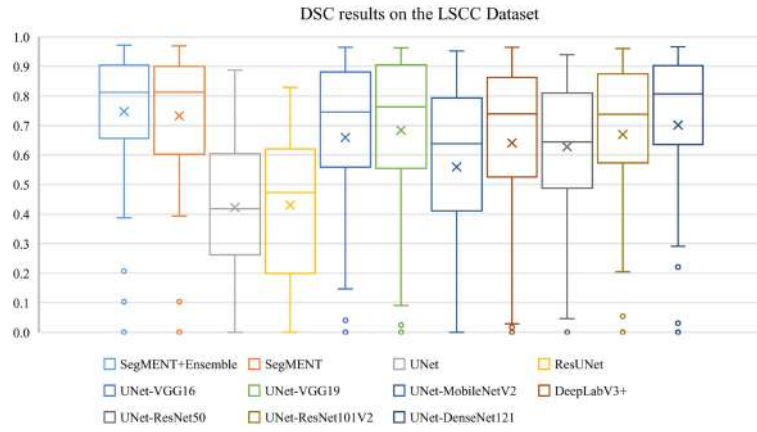 DSC results on the LSCC Dataset
1.0
0.9
0.8
0.7
0.6
0.5
0.4
0.3
0.2
0.1
0.0
SegMENT+Ensemble SegMENT UNet ResUNet
UNet-VGG16 UNet-VGG19 UNet-MobileNetV2 DeepLabV3+
UNet-ResNet50 UNet-ResNet101V2 UNet-DenseNet121